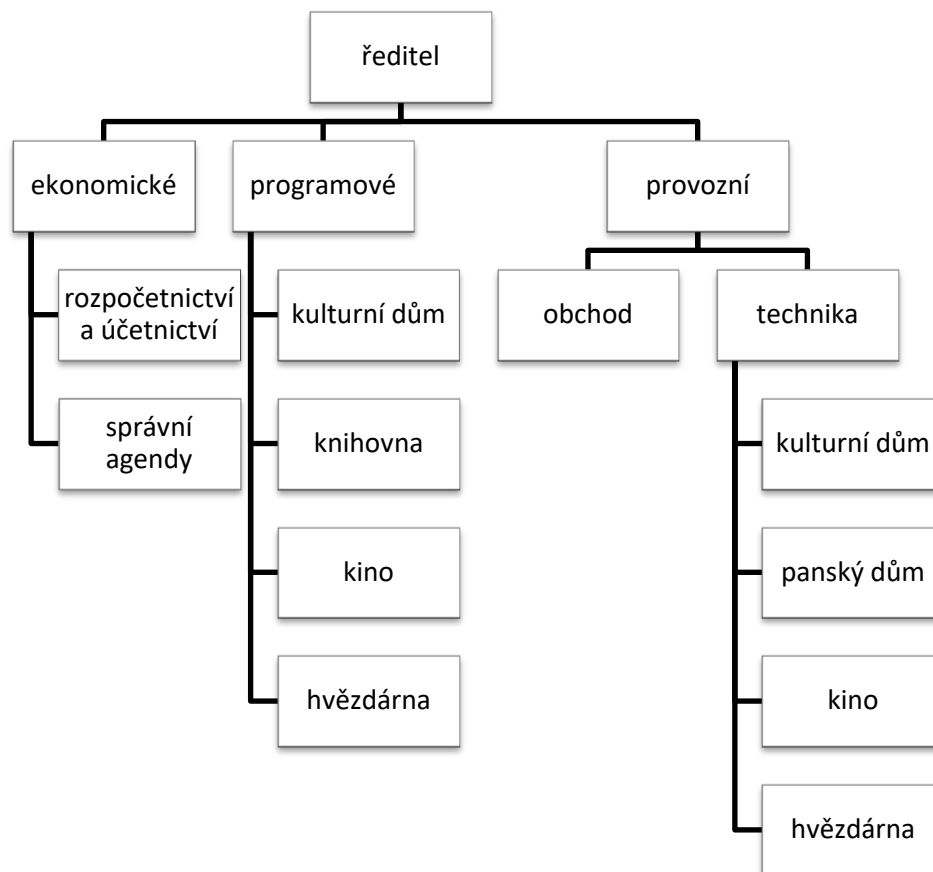 ředitel
ekonomické
programové
provozní
rozpočetnictví
a účetnictví
kulturní dům
obchod
technika
správní
agendy
knihovna
kulturní dům
kino
panský dům
hvězdárna
kino
hvězdárna